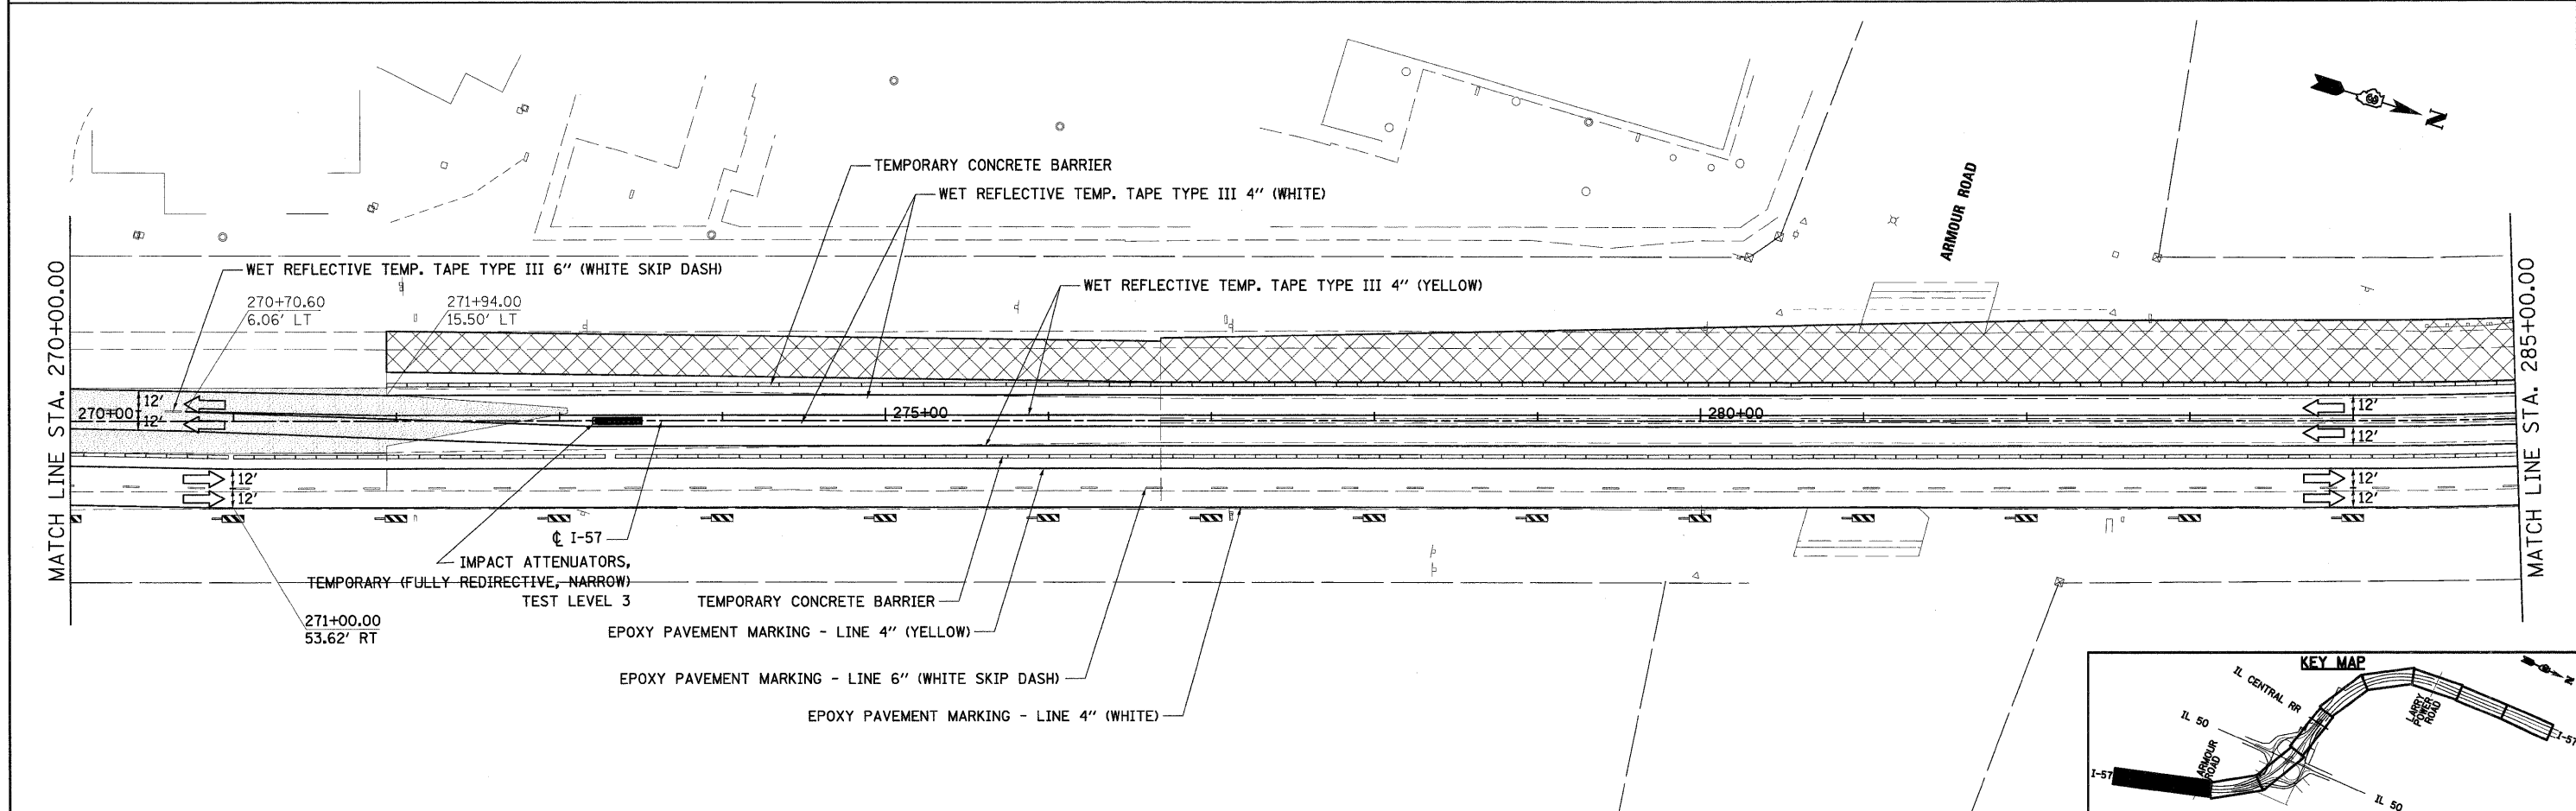 TEMPORARY CONCRETE BARRIER
WET REFLECTIVE TEMP. TAPE TYPE III 4" (WHITE)
ARMOUR ROAD
N
WET REFLECTIVE TEMP. TAPE TYPE III 6" (WHITE SKIP DASH)
270+70.60
6.06' LT
271+94.00
15.50' LT
WET REFLECTIVE TEMP. TAPE TYPE III 4" (YELLOW)
MATCH LINE STA. 270+00.00
MATCH LINE STA. 285+00.00
270+00
12'
12'
275+00
280+00
12'
12'
12'
12'
12'
12'
℄ I-57
IMPACT ATTENUATORS,
TEMPORARY (FULLY REDIRECTIVE, NARROW)
TEST LEVEL 3
TEMPORARY CONCRETE BARRIER
271+00.00
53.62' RT
EPOXY PAVEMENT MARKING - LINE 4" (YELLOW)
EPOXY PAVEMENT MARKING - LINE 6" (WHITE SKIP DASH)
EPOXY PAVEMENT MARKING - LINE 4" (WHITE)
KEY MAP
N
IL CENTRAL RR
IL 50
LARRY
POWER
ROAD
I-57
ARMOUR
ROAD
I-57
IL 50